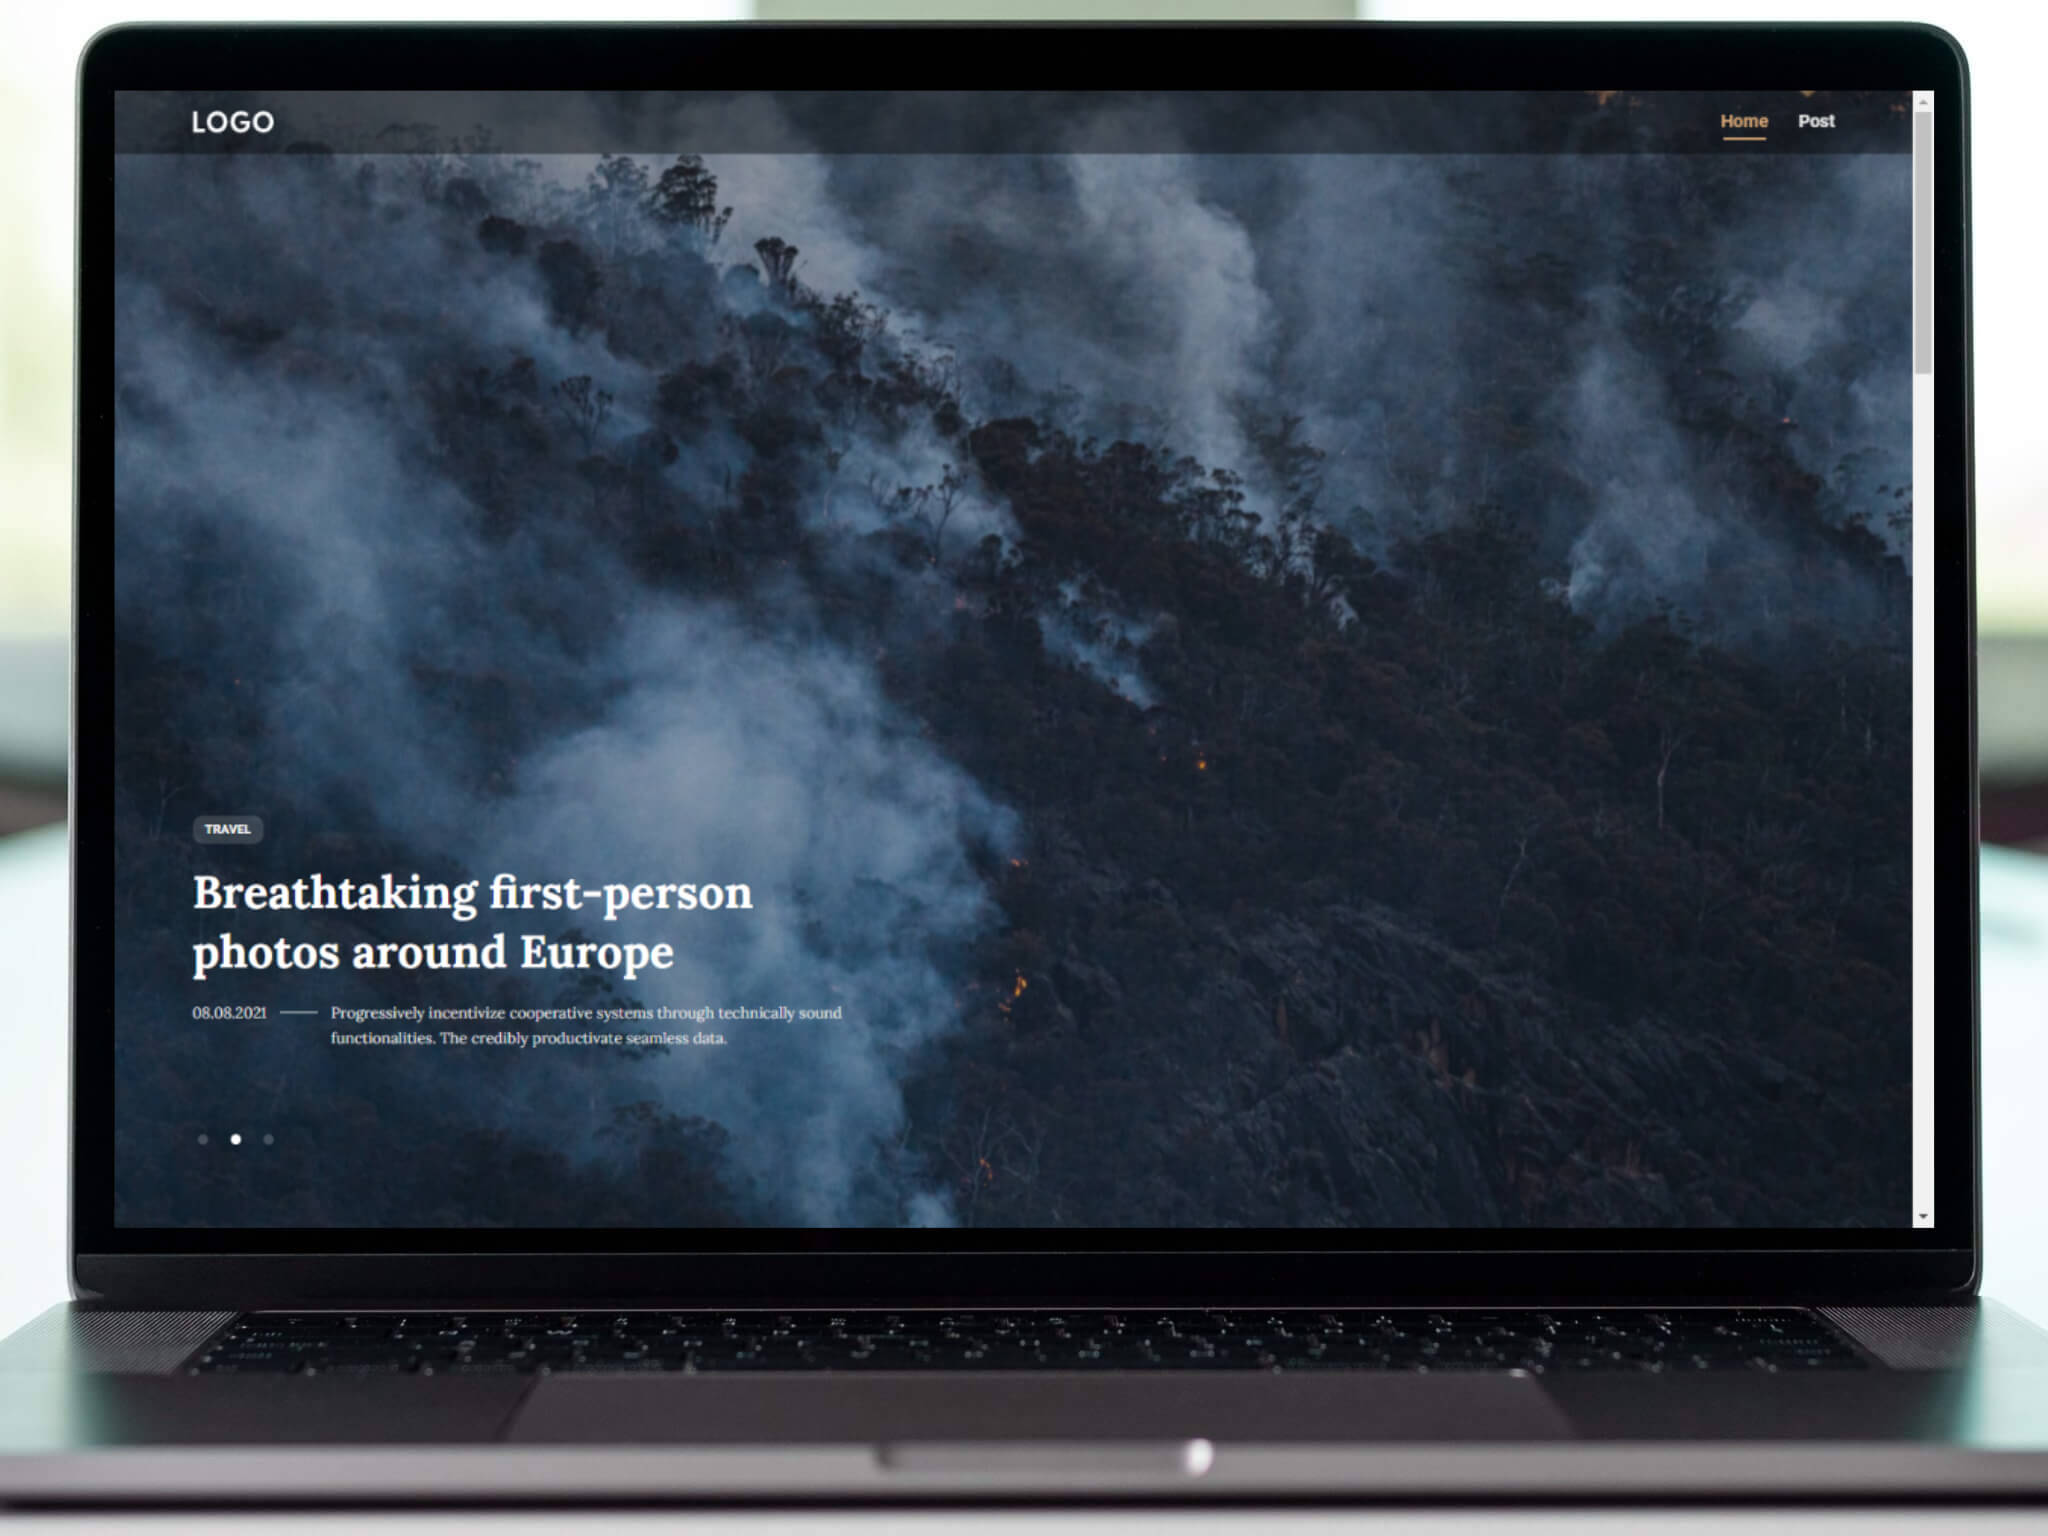 LOGO
Home Post
TRAVEL
Breathtaking first-person
photos around Europe
08.08.2021 Progressively incentivize cooperative systems through technically sound
functionalities. The credibly productivate seamless data.